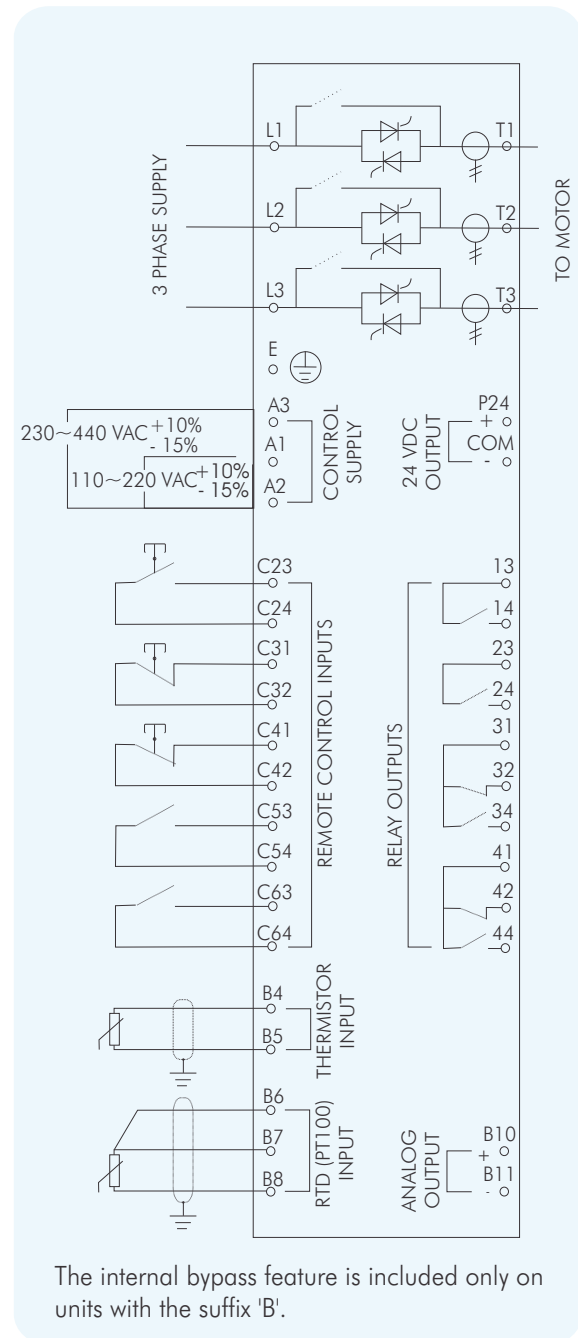 L1
T1
L2
T2
L3
T3
3 PHASE SUPPLY
TO MOTOR
E
A3
A1
A2
230~440 VAC +10%
- 15%
110~220 VAC +10%
- 15%
CONTROL
SUPPLY
24 VDC
OUTPUT
P24
+
COM
-
C23
C24
C31
C32
C41
C42
C53
C54
C63
C64
REMOTE CONTROL INPUTS
RELAY OUTPUTS
13
14
23
24
31
32
34
41
42
44
B4
B5
THERMISTOR
INPUT
B6
B7
B8
RTD (PT100)
INPUT
ANALOG
OUTPUT
B10
+
B11
-
The internal bypass feature is included only on
units with the suffix 'B'.